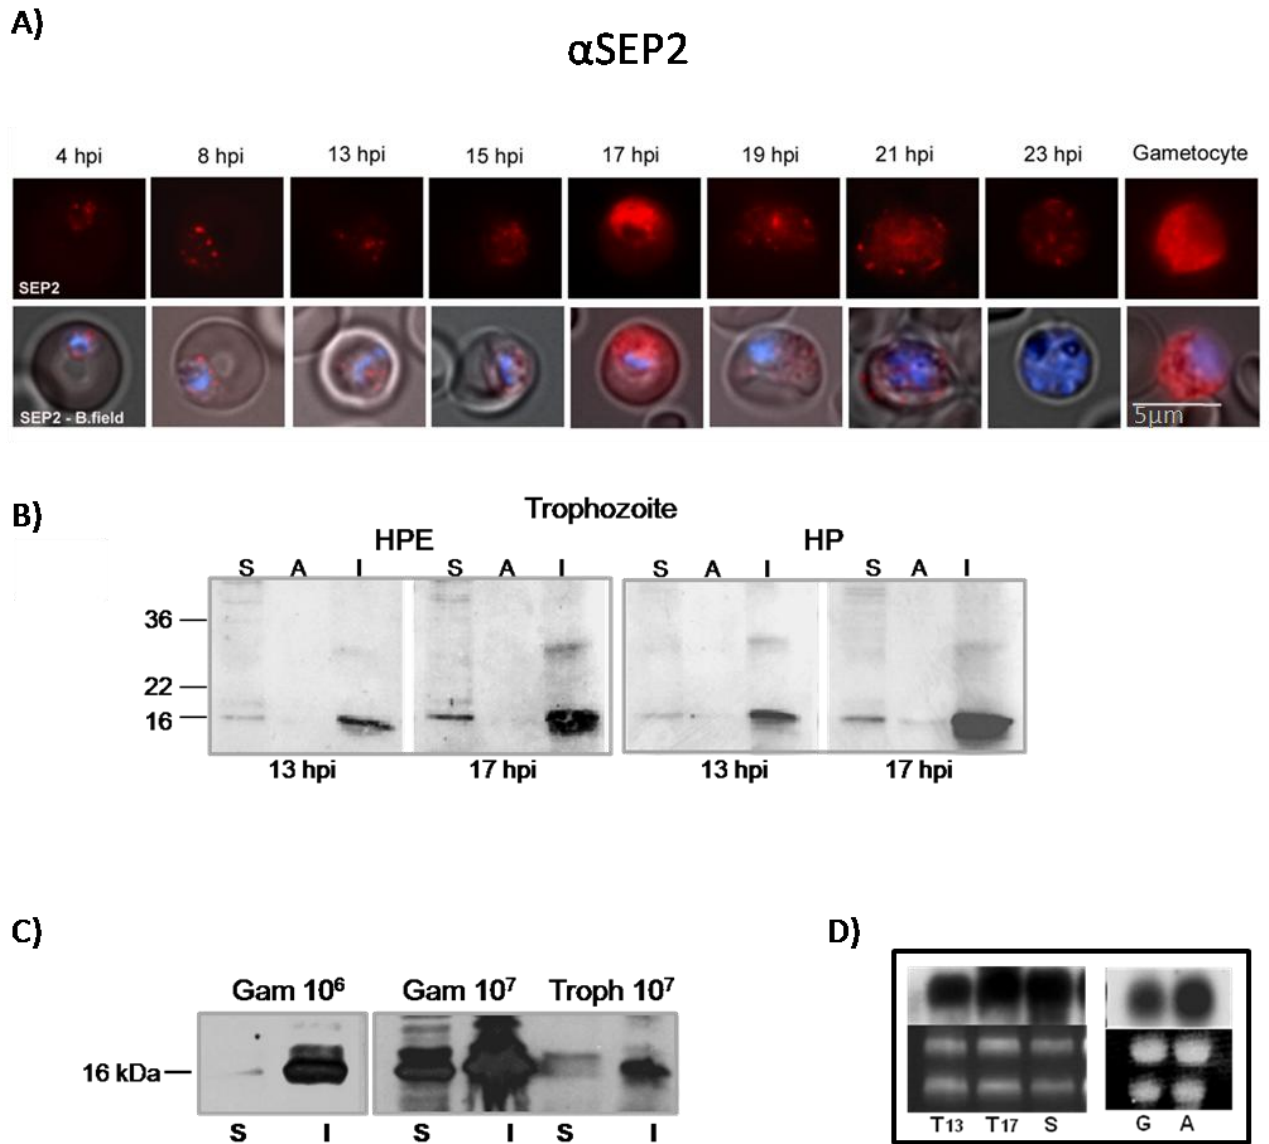 A)
αSEP2
4 hpi 8 hpi 13 hpi 15 hpi 17 hpi 19 hpi 21 hpi 23 hpi Gametocyte
SEP2
SEP2 - B.field
5µm
B)
Trophozoite
HPE HP
S A I S A I S A I S A I
36
22
16
13 hpi 17 hpi 13 hpi 17 hpi
C) D)
Gam 10⁶ Gam 10⁷ Troph 10⁷
16 kDa
S I S I S I
T13 T17 S G A